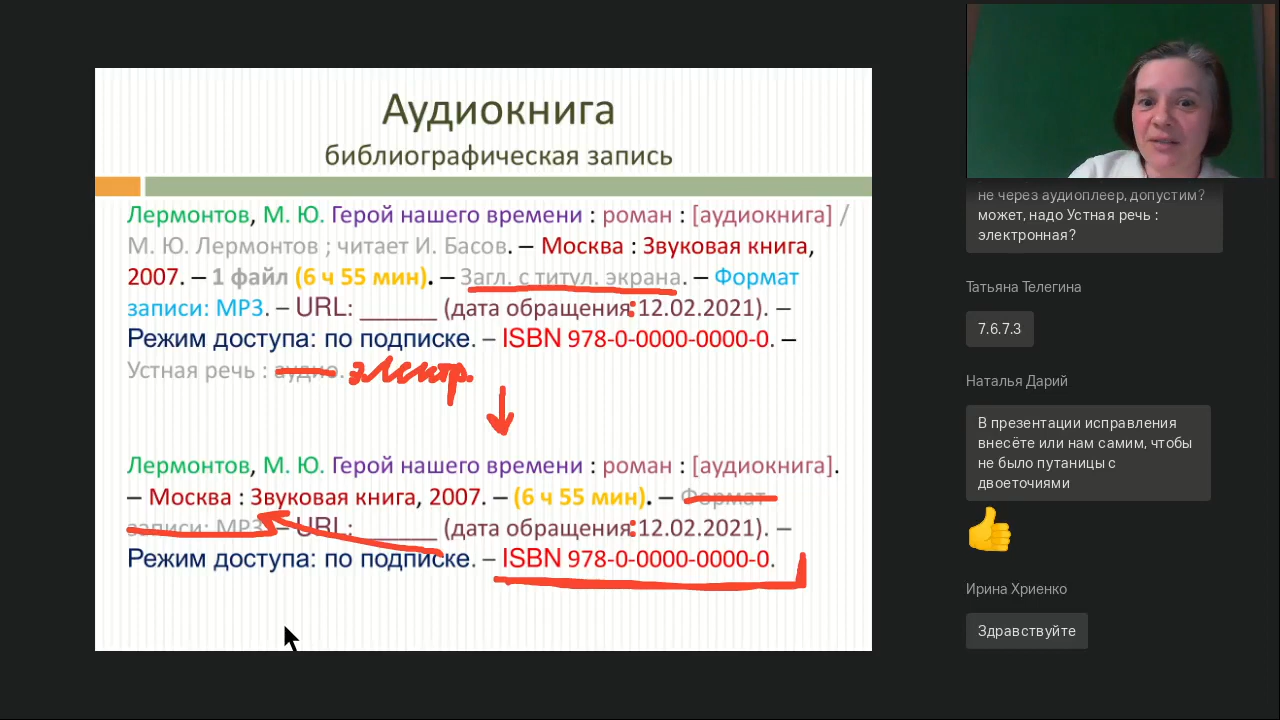 Аудиокнига
библиографическая запись
Лермонтов, М. Ю. Герой нашего времени : роман : [аудиокнига] /
М. Ю. Лермонтов ; читает И. Басов. – Москва : Звуковая книга,
2007. – 1 файл (6 ч 55 мин). – Загл. с титул. экрана. – Формат
записи: MP3. – URL: ______ (дата обращения:12.02.2021). –
Режим доступа: по подписке. – ISBN 978-0-0000-0000-0. –
Устная речь : аудио. электр.
Лермонтов, М. Ю. Герой нашего времени : роман : [аудиокнига].
– Москва : Звуковая книга, 2007. – (6 ч 55 мин). – Формат
записи: MP3. – URL: ______ (дата обращения:12.02.2021). –
Режим доступа: по подписке. – ISBN 978-0-0000-0000-0.
не через аудиоплеер, допустим?
может, надо Устная речь :
электронная?
Татьяна Телегина
7.6.7.3
Наталья Дарий
В презентации исправления
внесёте или нам самим, чтобы
не было путаницы с
двоеточиями
Ирина Хриенко
Здравствуйте